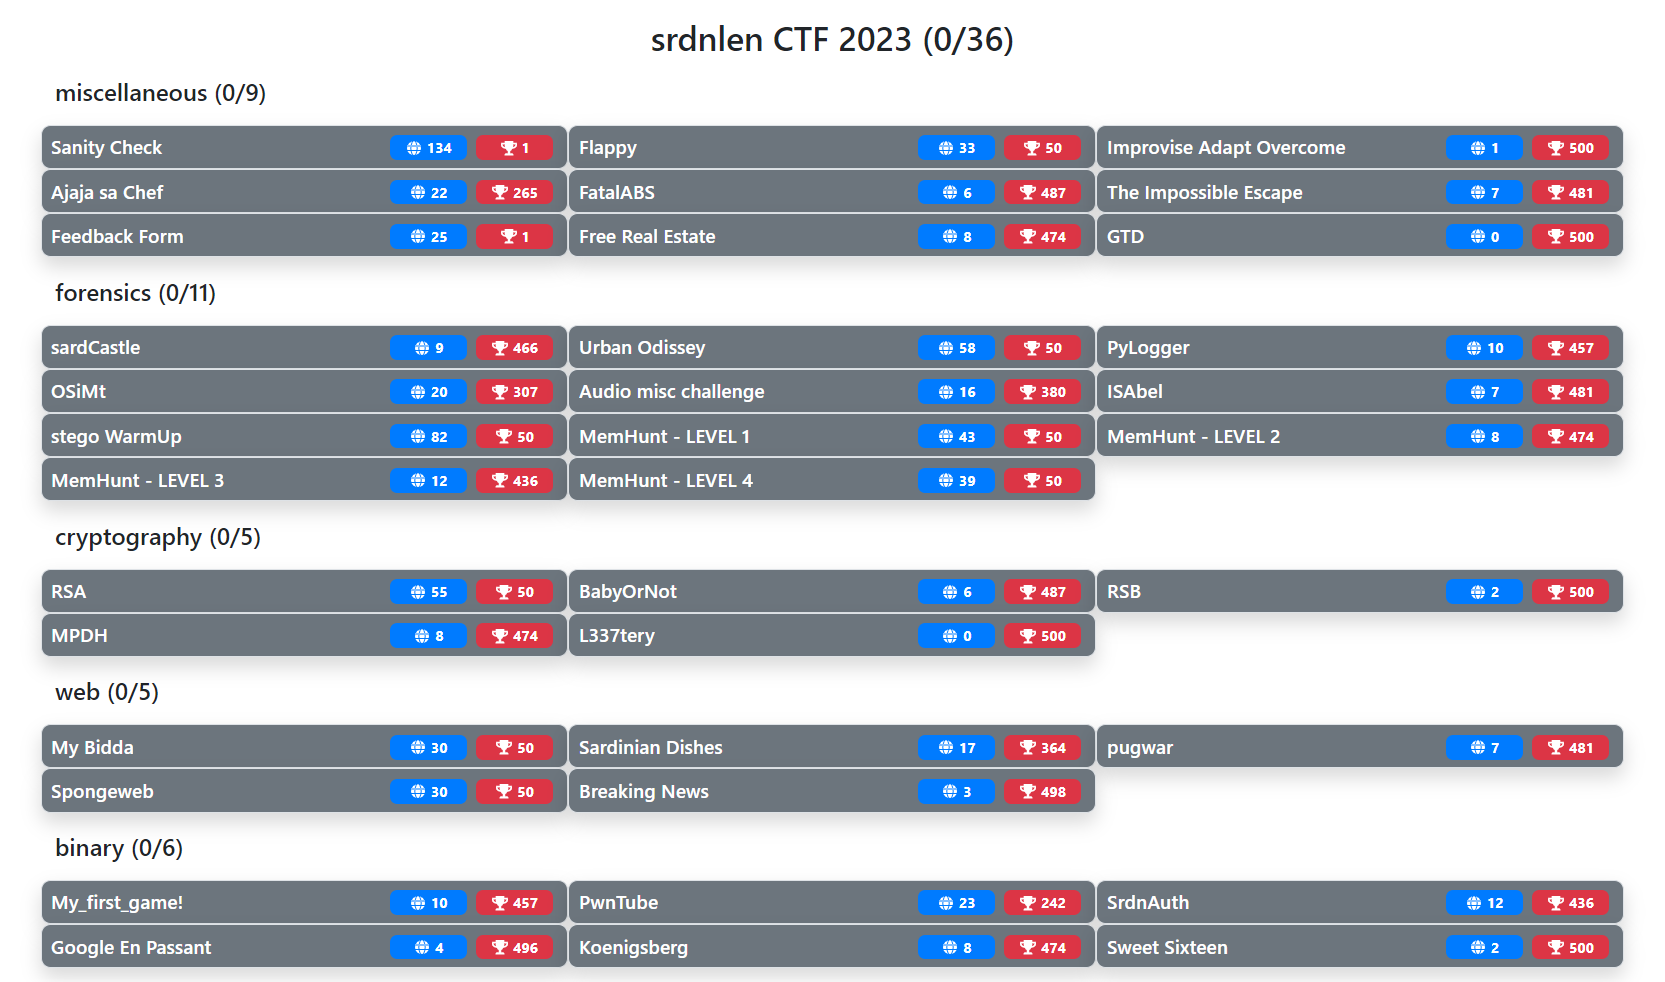 srdnlen CTF 2023 (0/36)
miscellaneous (0/9)
Sanity Check 134 1 Flappy 33 50 Improvise Adapt Overcome 1 500
Ajaja sa Chef 22 265 FatalABS 6 487 The Impossible Escape 7 481
Feedback Form 25 1 Free Real Estate 8 474 GTD 0 500
forensics (0/11)
sardCastle 9 466 Urban Odissey 58 50 PyLogger 10 457
OSiMt 20 307 Audio misc challenge 16 380 ISAbel 7 481
stego WarmUp 82 50 MemHunt - LEVEL 1 43 50 MemHunt - LEVEL 2 8 474
MemHunt - LEVEL 3 12 436 MemHunt - LEVEL 4 39 50
cryptography (0/5)
RSA 55 50 BabyOrNot 6 487 RSB 2 500
MPDH 8 474 L337tery 0 500
web (0/5)
My Bidda 30 50 Sardinian Dishes 17 364 pugwar 7 481
Spongeweb 30 50 Breaking News 3 498
binary (0/6)
My_first_game! 10 457 PwnTube 23 242 SrdnAuth 12 436
Google En Passant 4 496 Koenigsberg 8 474 Sweet Sixteen 2 500